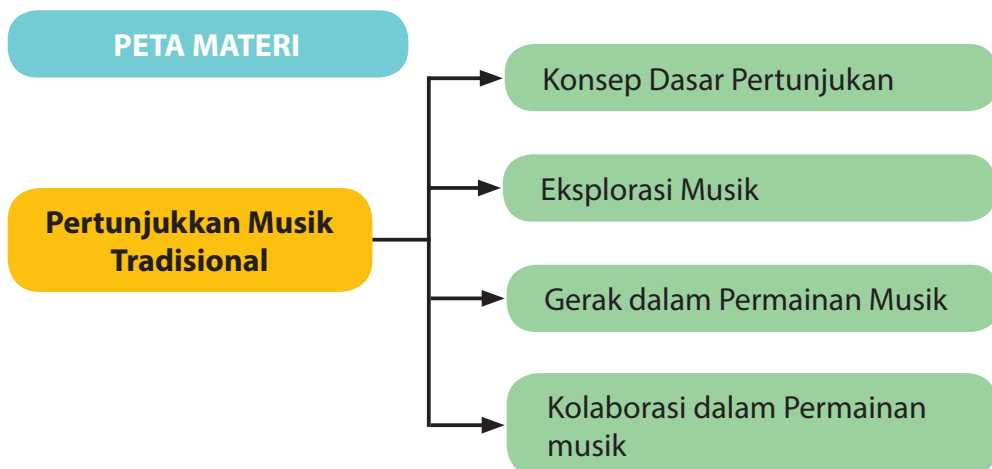 PETA MATERI
Konsep Dasar Pertunjukan
Eksplorasi Musik
Pertunjukkan Musik
Tradisional
Gerak dalam Permainan Musik
Kolaborasi dalam Permainan
musik